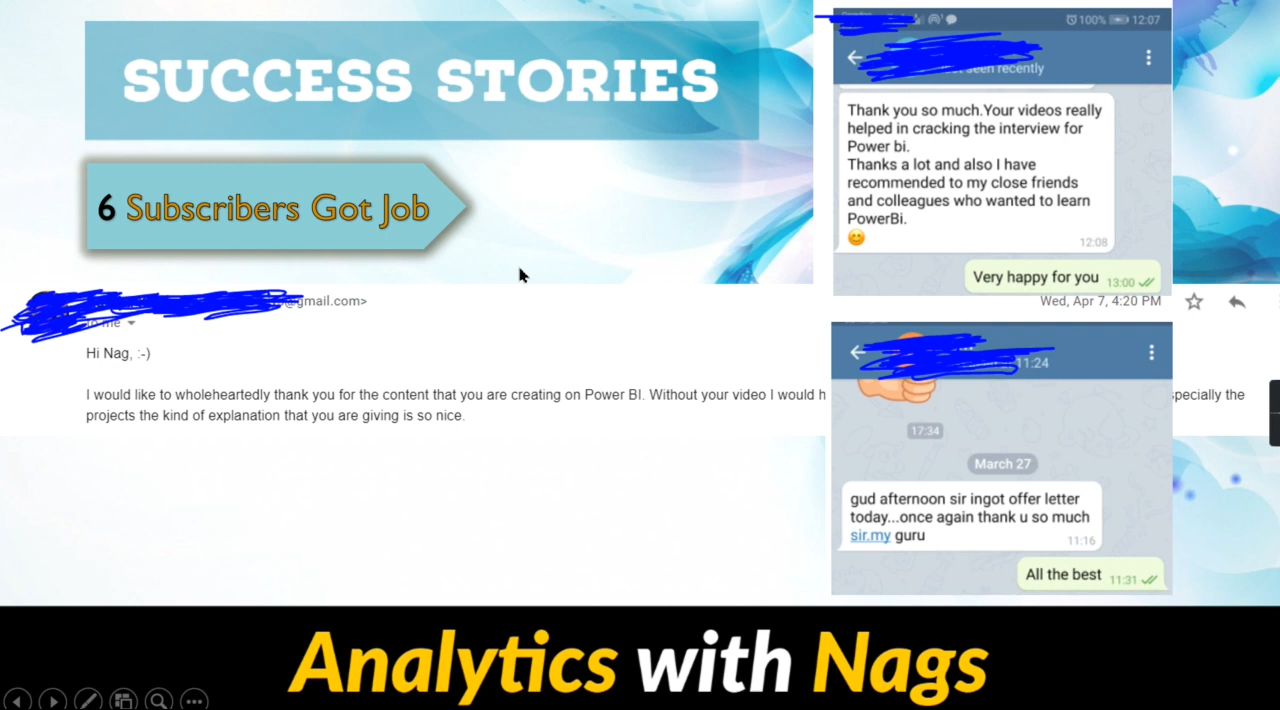 SUCCESS STORIES
6 Subscribers Got Job
100% 12:07
seen recently
Thank you so much.Your videos really
helped in cracking the interview for
Power bi.
Thanks a lot and also I have
recommended to my close friends
and colleagues who wanted to learn
PowerBi.
😊
12:08
Very happy for you 13:00
@gmail.com>
Wed, Apr 7, 4:20 PM
to me
Hi Nag, :-)
I would like to wholeheartedly thank you for the content that you are creating on Power BI. Without your video I would h
specially the
projects the kind of explanation that you are giving is so nice.
11:24
17:34
March 27
gud afternoon sir ingot offer letter
today...once again thank u so much
sir.my guru
11:16
All the best 11:31
Analytics with Nags